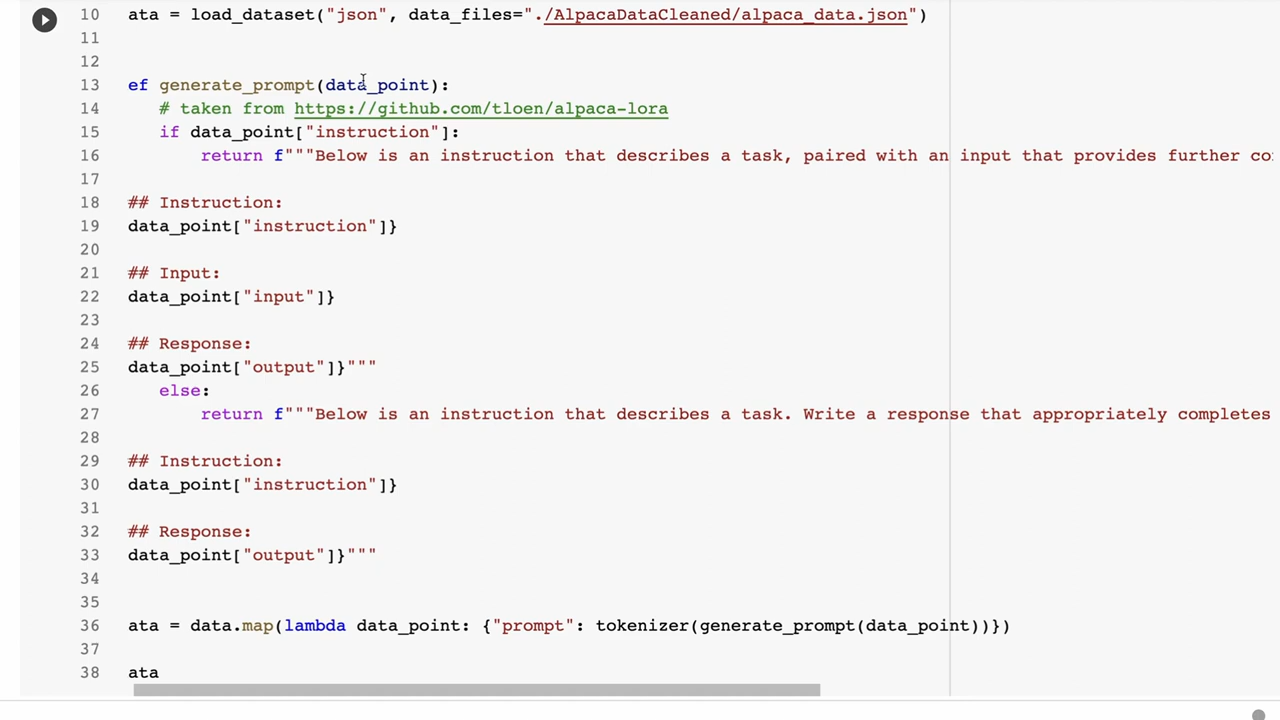 10 ata = load_dataset("json", data_files="./AlpacaDataCleaned/alpaca_data.json")
11
12
13 ef generate_prompt(data_point):
14 # taken from https://github.com/tloen/alpaca-lora
15 if data_point["instruction"]:
16 return f"""Below is an instruction that describes a task, paired with an input that provides further co
17
18 ## Instruction:
19 data_point["instruction"]}
20
21 ## Input:
22 data_point["input"]}
23
24 ## Response:
25 data_point["output"]}"""
26 else:
27 return f"""Below is an instruction that describes a task. Write a response that appropriately completes
28
29 ## Instruction:
30 data_point["instruction"]}
31
32 ## Response:
33 data_point["output"]}"""
34
35
36 ata = data.map(lambda data_point: {"prompt": tokenizer(generate_prompt(data_point))})
37
38 ata